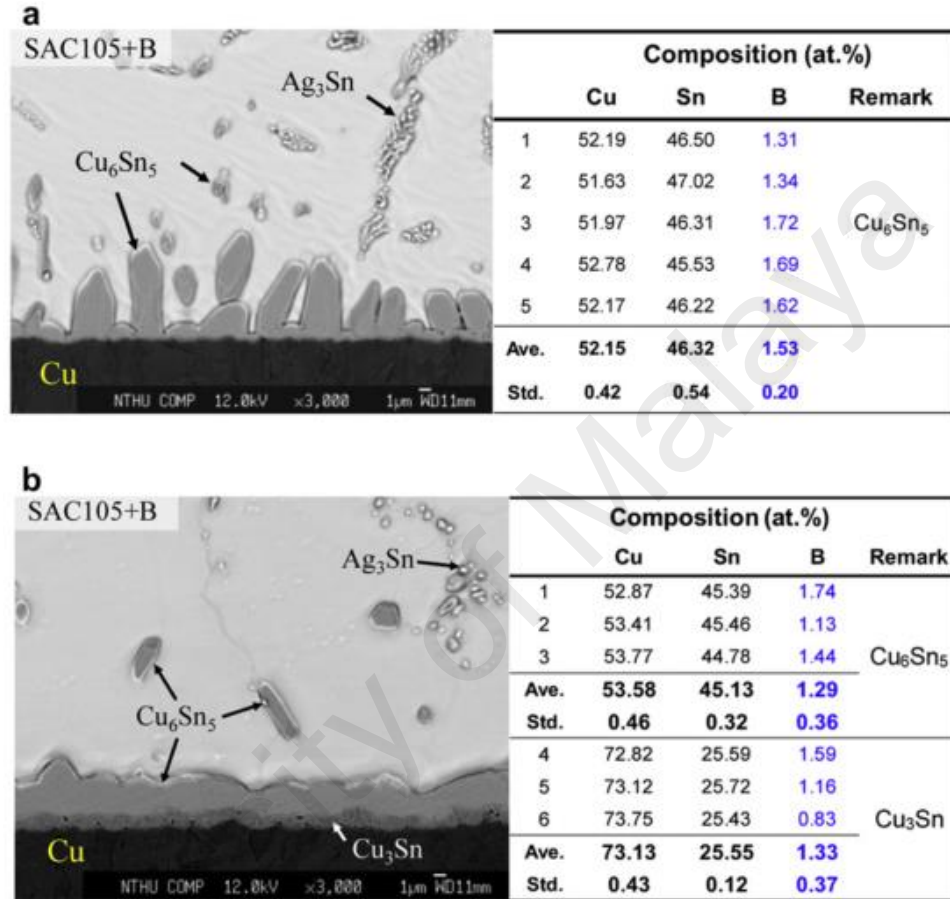 a
SAC105+B
Ag3Sn
Cu6Sn5
Cu
NTHU COMP 12.0kV ×3,000 1μm WD11mm
Composition (at.%)
Cu Sn B Remark
1 52.19 46.50 1.31
2 51.63 47.02 1.34
3 51.97 46.31 1.72 Cu6Sn5
4 52.78 45.53 1.69
5 52.17 46.22 1.62
Ave. 52.15 46.32 1.53
Std. 0.42 0.54 0.20
b
SAC105+B
Ag3Sn
Cu6Sn5
Cu3Sn
Cu
NTHU COMP 12.0kV ×3,000 1μm WD11mm
Composition (at.%)
Cu Sn B Remark
1 52.87 45.39 1.74
2 53.41 45.46 1.13
3 53.77 44.78 1.44 Cu6Sn5
Ave. 53.58 45.13 1.29
Std. 0.46 0.32 0.36
4 72.82 25.59 1.59
5 73.12 25.72 1.16
6 73.75 25.43 0.83 Cu3Sn
Ave. 73.13 25.55 1.33
Std. 0.43 0.12 0.37
ity of Malaya